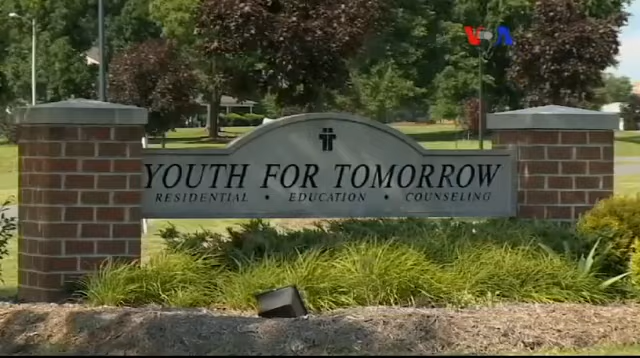 VOA
YOUTH FOR TOMORROW
RESIDENTIAL • EDUCATION • COUNSELING